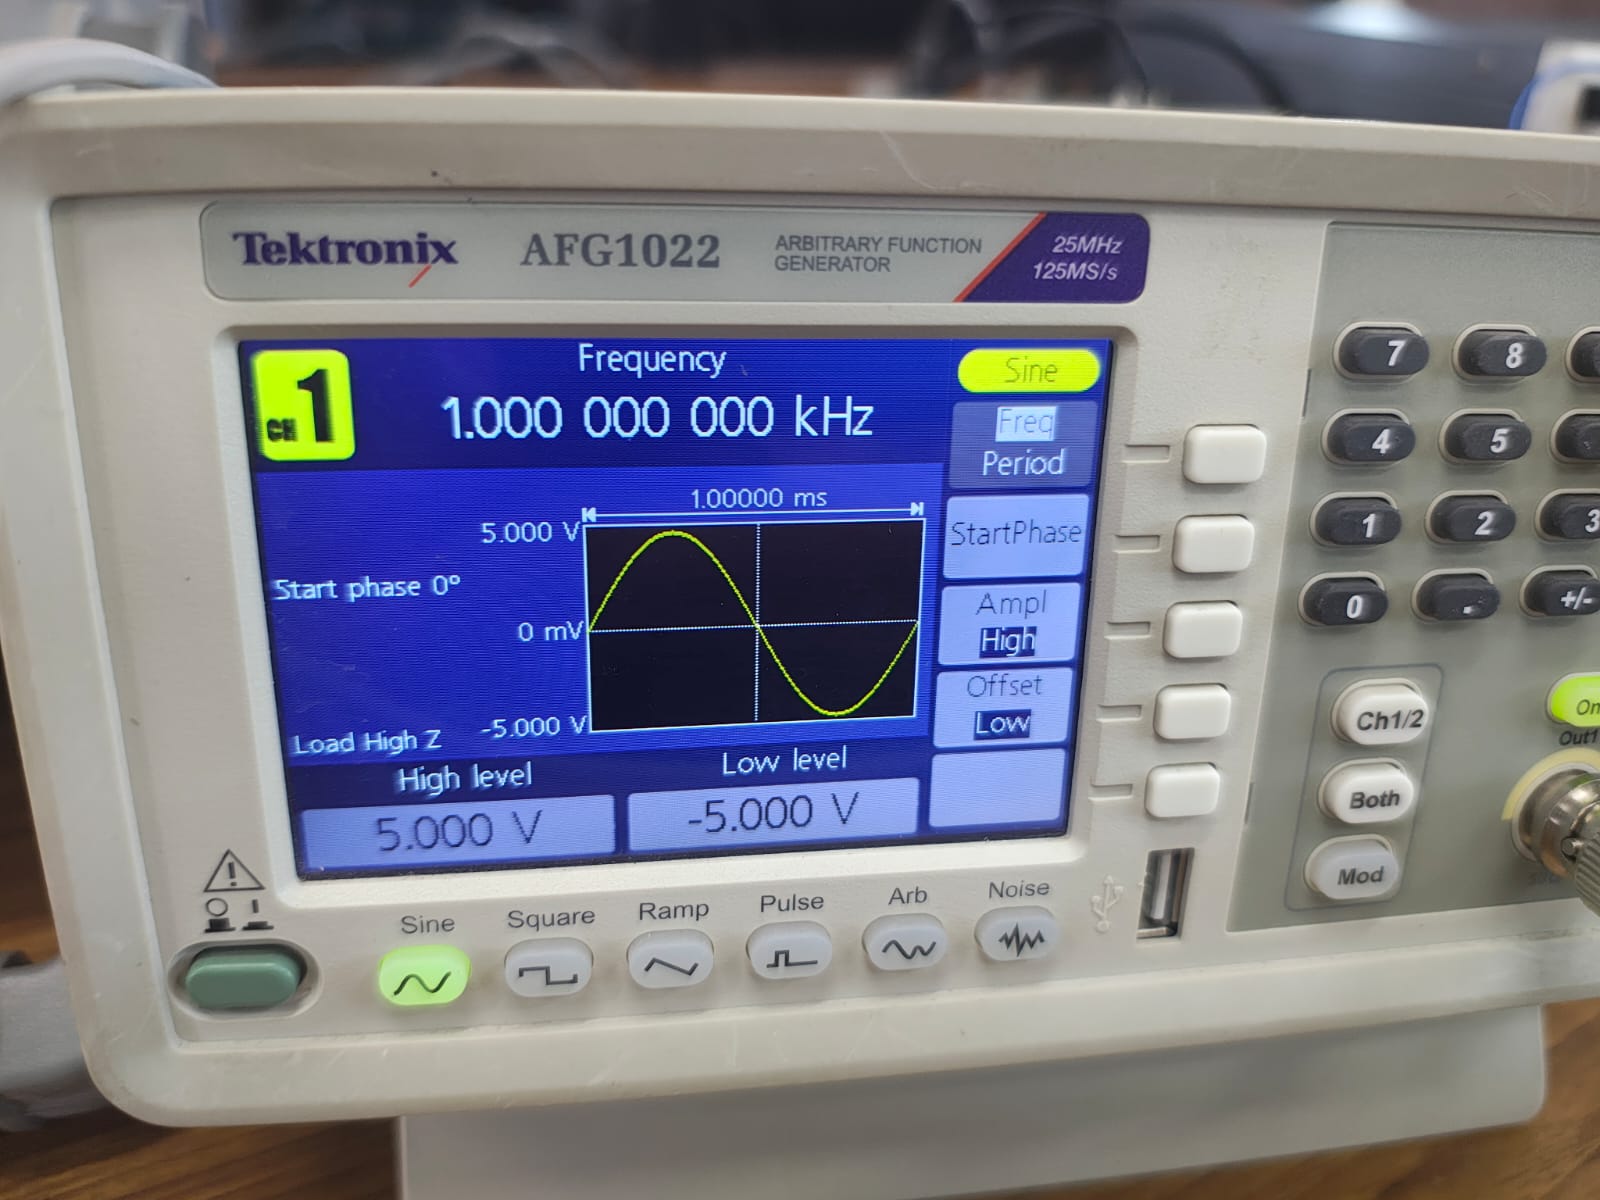 Tektronix AFG1022 ARBITRARY FUNCTION GENERATOR
25MHz
125MS/s
CH 1
Frequency
1.000 000 000 kHz
Sine
Freq
Period
StartPhase
Ampl
High
Offset
Low
1.00000 ms
5.000 V
Start phase 0°
0 mV
-5.000 V
Load High Z
High level
5.000 V
Low level
-5.000 V
Sine
Square
Ramp
Pulse
Arb
Noise
7
8
4
5
1
2
3
0
.
+/-
Ch1/2
Both
Mod
On
Out1